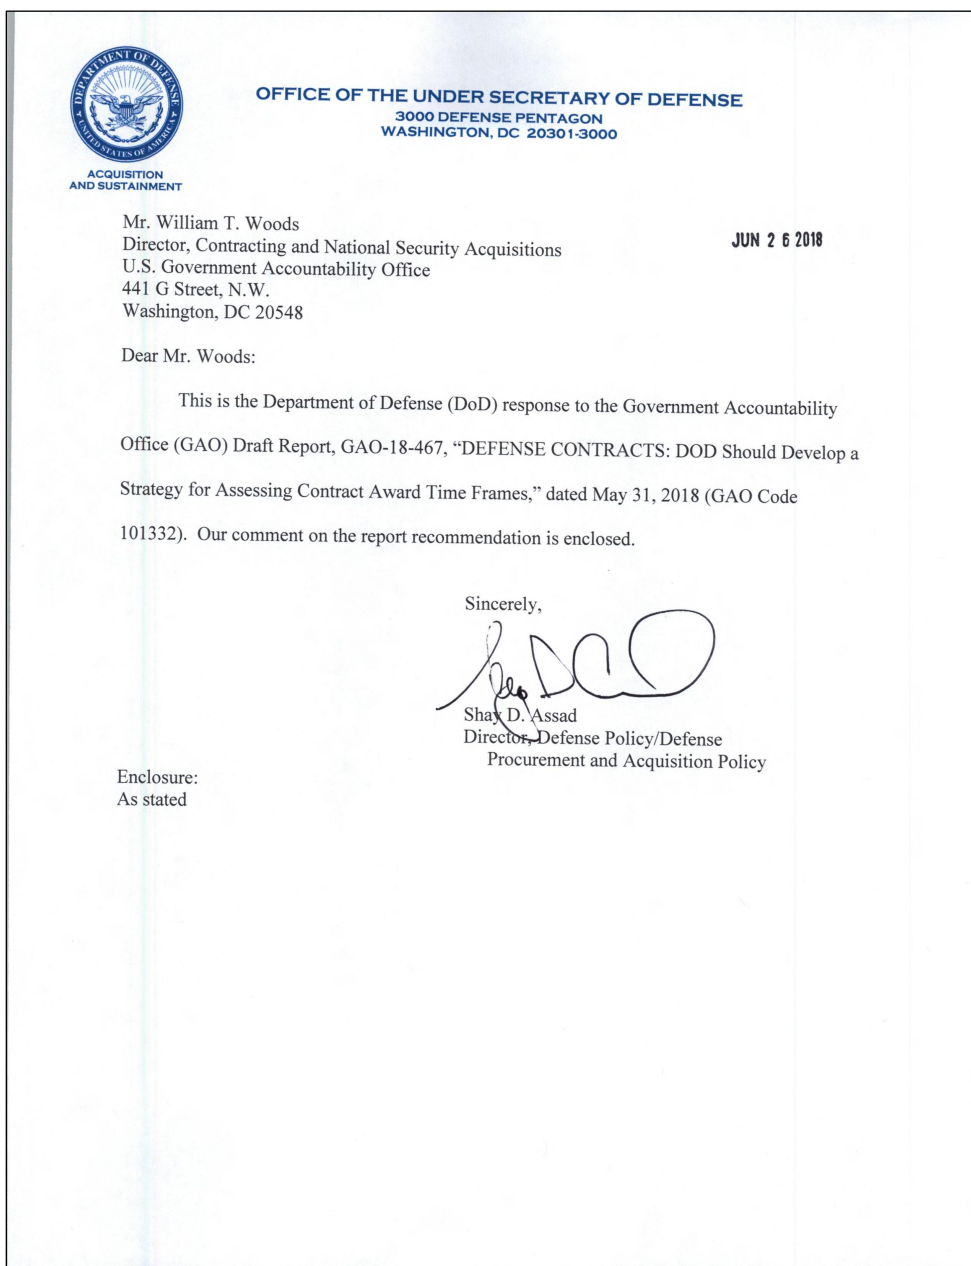 DEPARTMENT OF DEFENSE
UNITED STATES OF AMERICA
ACQUISITION
AND SUSTAINMENT
OFFICE OF THE UNDER SECRETARY OF DEFENSE
3000 DEFENSE PENTAGON
WASHINGTON, DC 20301-3000
JUN 26 2018
Mr. William T. Woods
Director, Contracting and National Security Acquisitions
U.S. Government Accountability Office
441 G Street, N.W.
Washington, DC 20548
Dear Mr. Woods:
This is the Department of Defense (DoD) response to the Government Accountability
Office (GAO) Draft Report, GAO-18-467, “DEFENSE CONTRACTS: DOD Should Develop a
Strategy for Assessing Contract Award Time Frames,” dated May 31, 2018 (GAO Code
101332).  Our comment on the report recommendation is enclosed.
Sincerely,
Shay D. Assad
Director, Defense Policy/Defense
Procurement and Acquisition Policy
Enclosure:
As stated